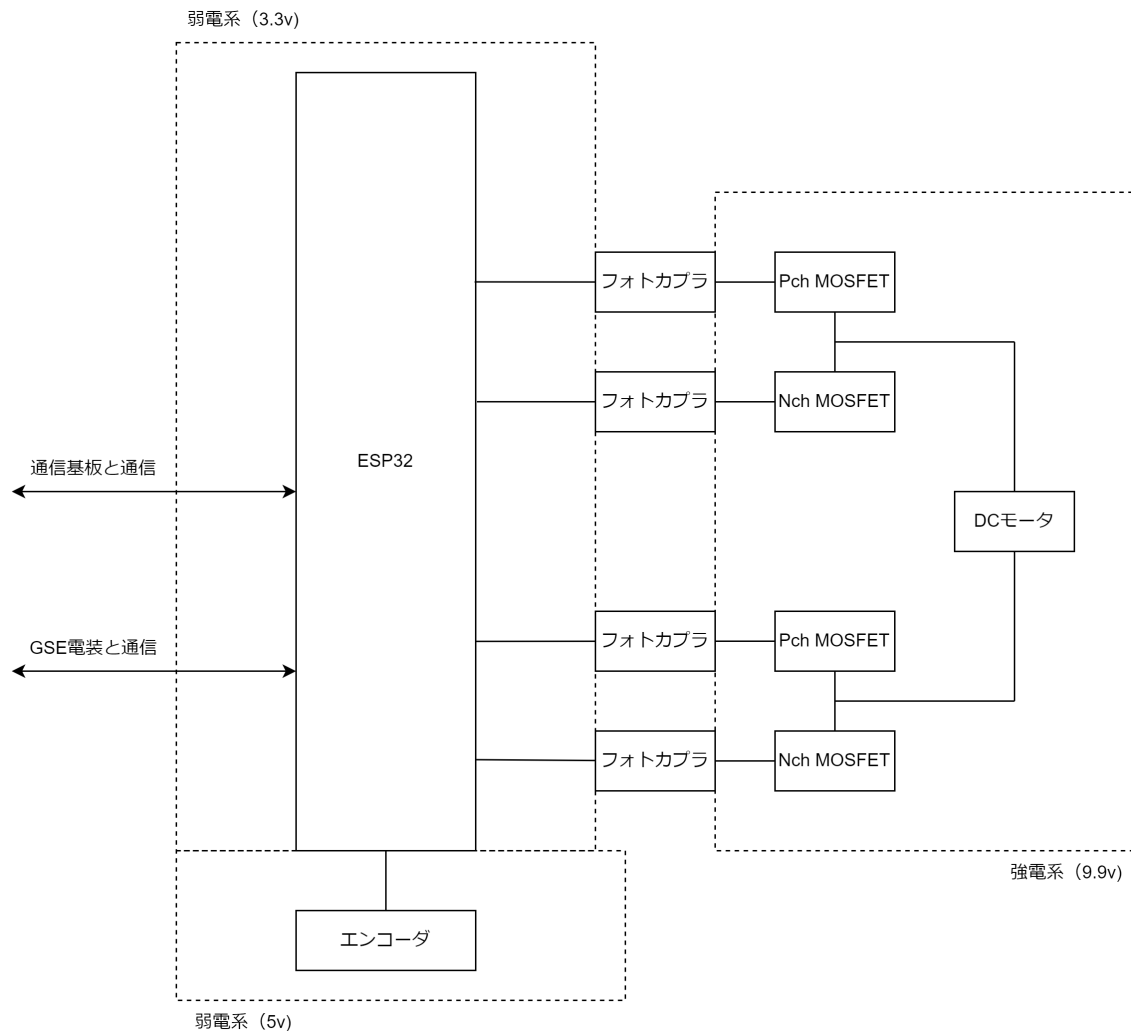 弱電系（3.3v)
フォトカプラ
Pch MOSFET
フォトカプラ
Nch MOSFET
ESP32
通信基板と通信
DCモータ
GSE電装と通信
フォトカプラ
Pch MOSFET
フォトカプラ
Nch MOSFET
強電系（9.9v)
エンコーダ
弱電系（5v)